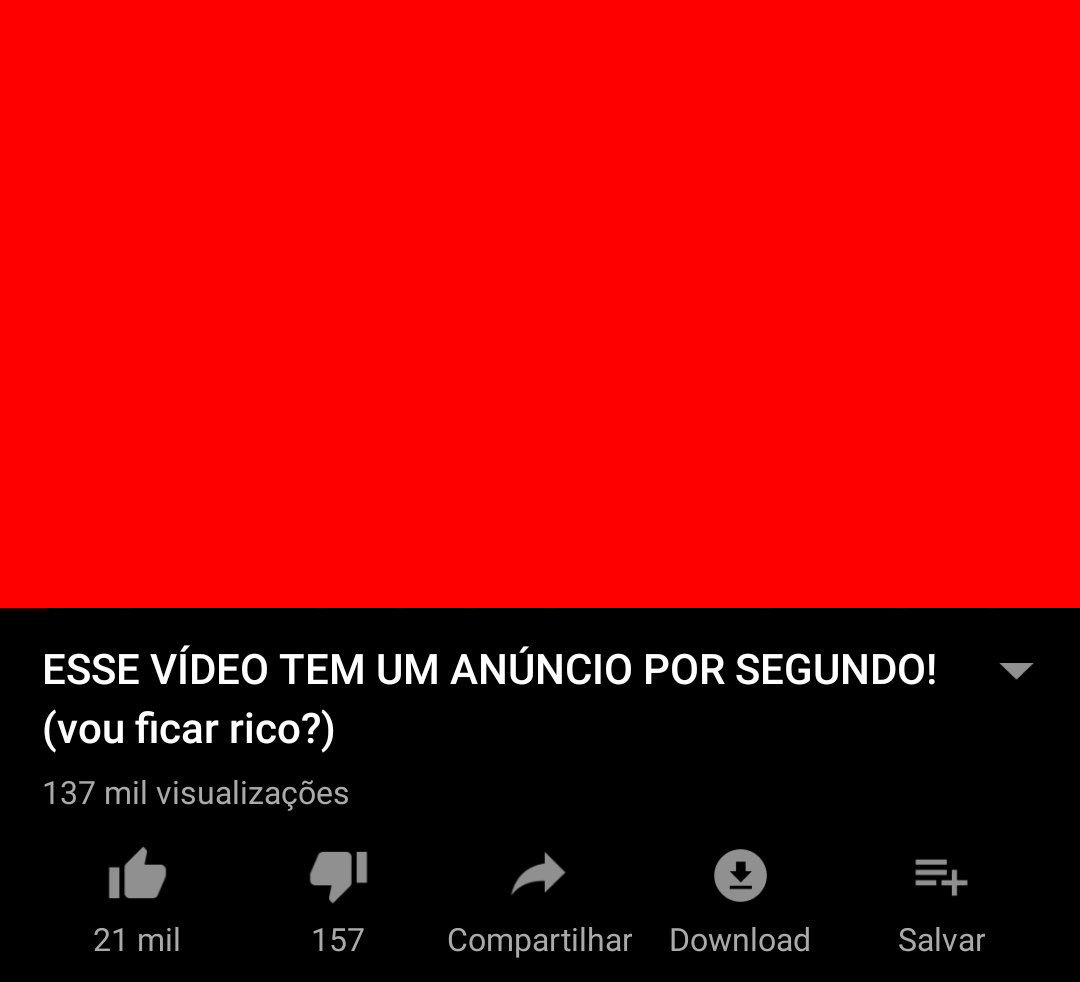 ESSE VÍDEO TEM UM ANÚNCIO POR SEGUNDO!
(vou ficar rico?)
137 mil visualizações
21 mil 157 Compartilhar Download Salvar